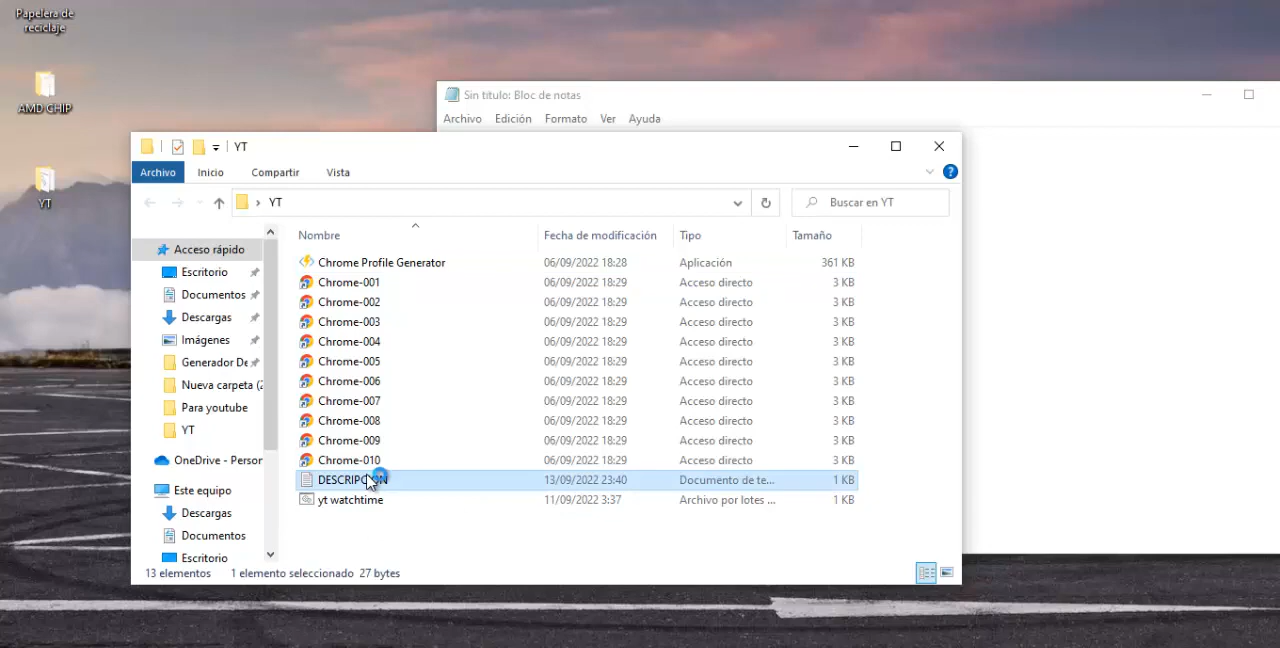 Papelera de
reciclaje
AMD CHIP
YT
Sin título: Bloc de notas
Archivo Edición Formato Ver Ayuda
YT
Archivo Inicio Compartir Vista
YT
Buscar en YT
Nombre Fecha de modificación Tipo Tamaño
Acceso rápido
Escritorio
Documentos
Descargas
Imágenes
Generador De
Nueva carpeta (2
Para youtube
YT
OneDrive - Person
Este equipo
Descargas
Documentos
Escritorio
Chrome Profile Generator 06/09/2022 18:28 Aplicación 361 KB
Chrome-001 06/09/2022 18:29 Acceso directo 3 KB
Chrome-002 06/09/2022 18:29 Acceso directo 3 KB
Chrome-003 06/09/2022 18:29 Acceso directo 3 KB
Chrome-004 06/09/2022 18:29 Acceso directo 3 KB
Chrome-005 06/09/2022 18:29 Acceso directo 3 KB
Chrome-006 06/09/2022 18:29 Acceso directo 3 KB
Chrome-007 06/09/2022 18:29 Acceso directo 3 KB
Chrome-008 06/09/2022 18:29 Acceso directo 3 KB
Chrome-009 06/09/2022 18:29 Acceso directo 3 KB
Chrome-010 06/09/2022 18:29 Acceso directo 3 KB
13/09/2022 23:40 Documento de te... 1 KB
yt watchtime 11/09/2022 3:37 Archivo por lotes ... 1 KB
13 elementos 1 elemento seleccionado 27 bytes